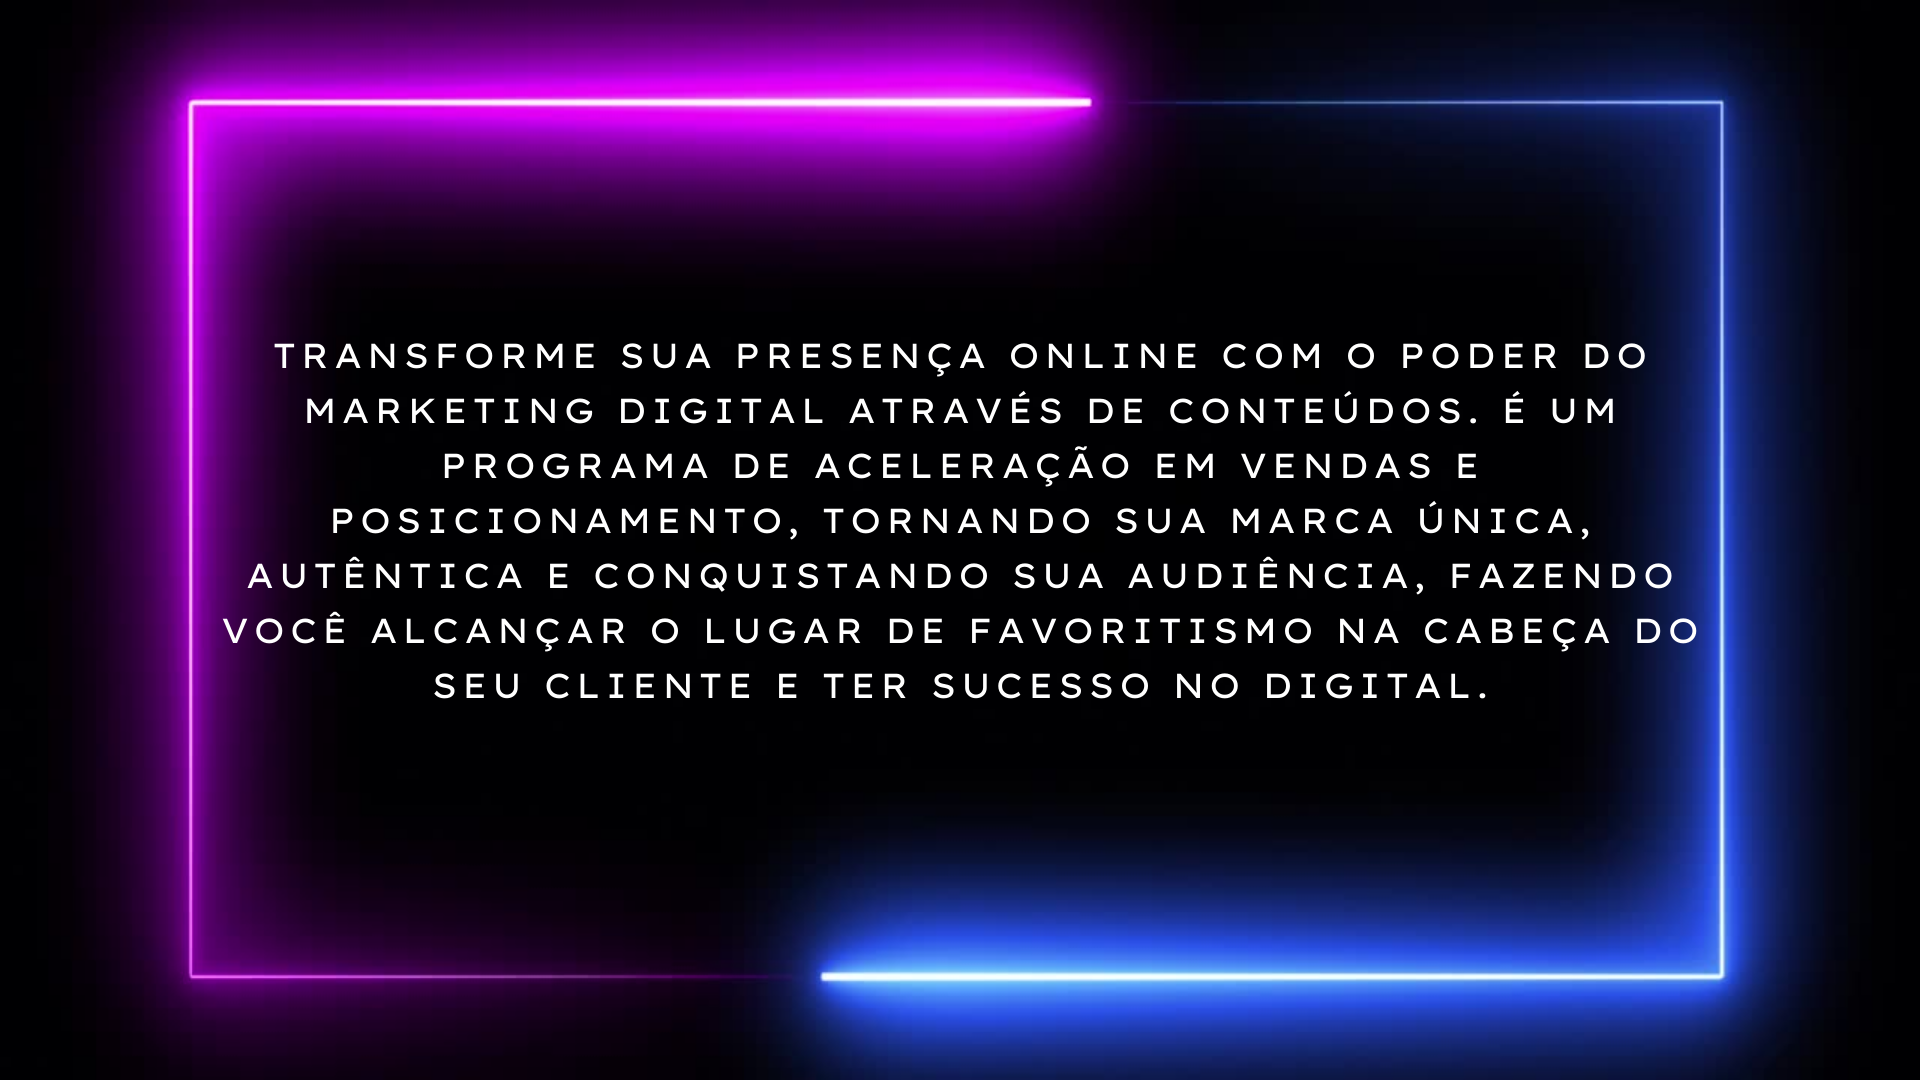 TRANSFORME SUA PRESENÇA ONLINE COM O PODER DO
MARKETING DIGITAL ATRAVÉS DE CONTEÚDOS. É UM
PROGRAMA DE ACELERAÇÃO EM VENDAS E
POSICIONAMENTO, TORNANDO SUA MARCA ÚNICA,
AUTÊNTICA E CONQUISTANDO SUA AUDIÊNCIA, FAZENDO
VOCÊ ALCANÇAR O LUGAR DE FAVORITISMO NA CABEÇA DO
SEU CLIENTE E TER SUCESSO NO DIGITAL.